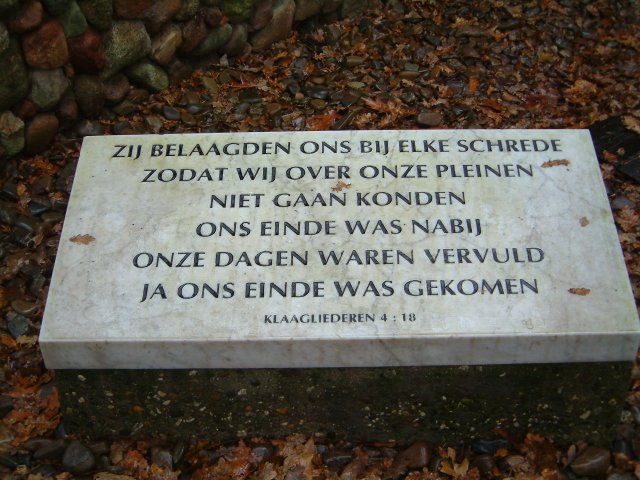 ZIJ BELAAGDEN ONS BIJ ELKE SCHREDE
ZODAT WIJ OVER ONZE PLEINEN
NIET GAAN KONDEN
ONS EINDE WAS NABIJ
ONZE DAGEN WAREN VERVULD
JA ONS EINDE WAS GEKOMEN
KLAAGLIEDEREN 4 : 18